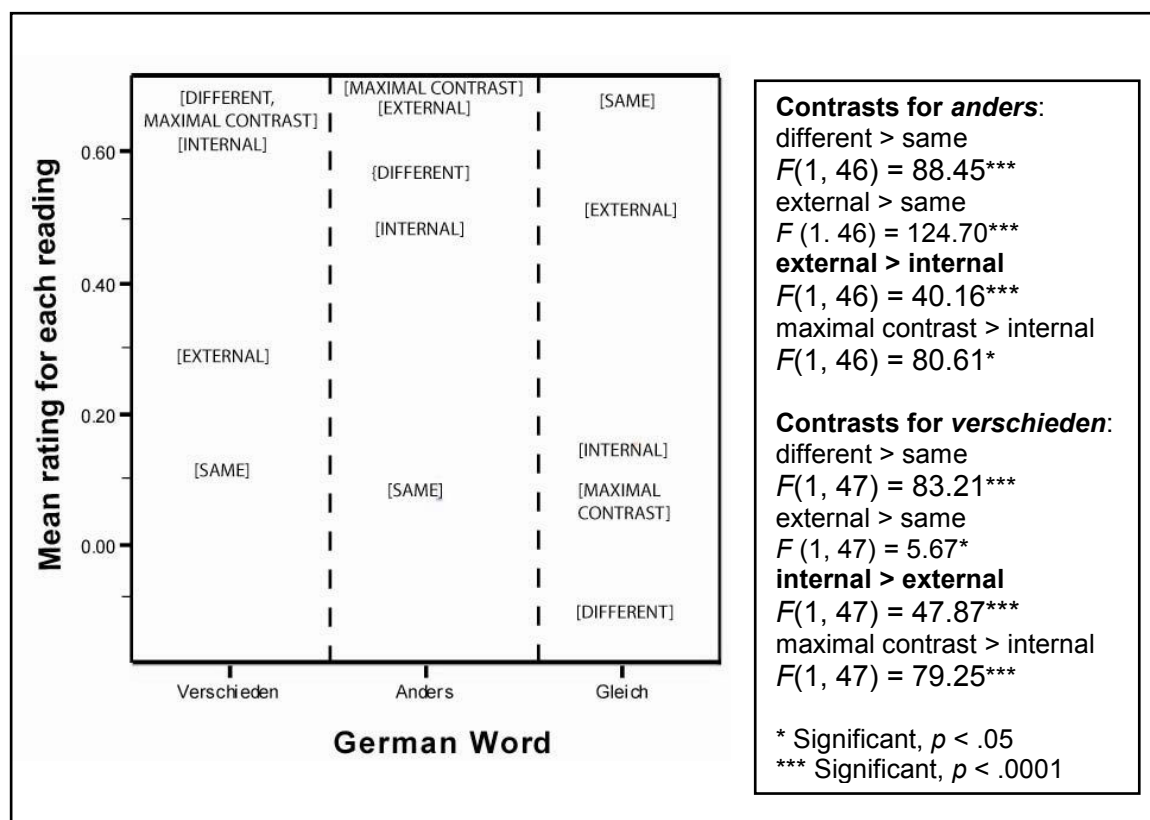 Mean rating for each reading
0.60
0.40
0.20
0.00
[DIFFERENT,
MAXIMAL CONTRAST]
[INTERNAL]
[EXTERNAL]
[SAME]
[MAXIMAL CONTRAST]
[EXTERNAL]
{DIFFERENT]
[INTERNAL]
[SAME]
[SAME]
[EXTERNAL]
[INTERNAL]
[MAXIMAL
CONTRAST]
[DIFFERENT]
Verschieden
Anders
Gleich
German Word
Contrasts for anders:
different > same
F(1, 46) = 88.45***
external > same
F (1. 46) = 124.70***
external > internal
F(1, 46) = 40.16***
maximal contrast > internal
F(1, 46) = 80.61*
Contrasts for verschieden:
different > same
F(1, 47) = 83.21***
external > same
F (1, 47) = 5.67*
internal > external
F(1, 47) = 47.87***
maximal contrast > internal
F(1, 47) = 79.25***
* Significant, p < .05
*** Significant, p < .0001